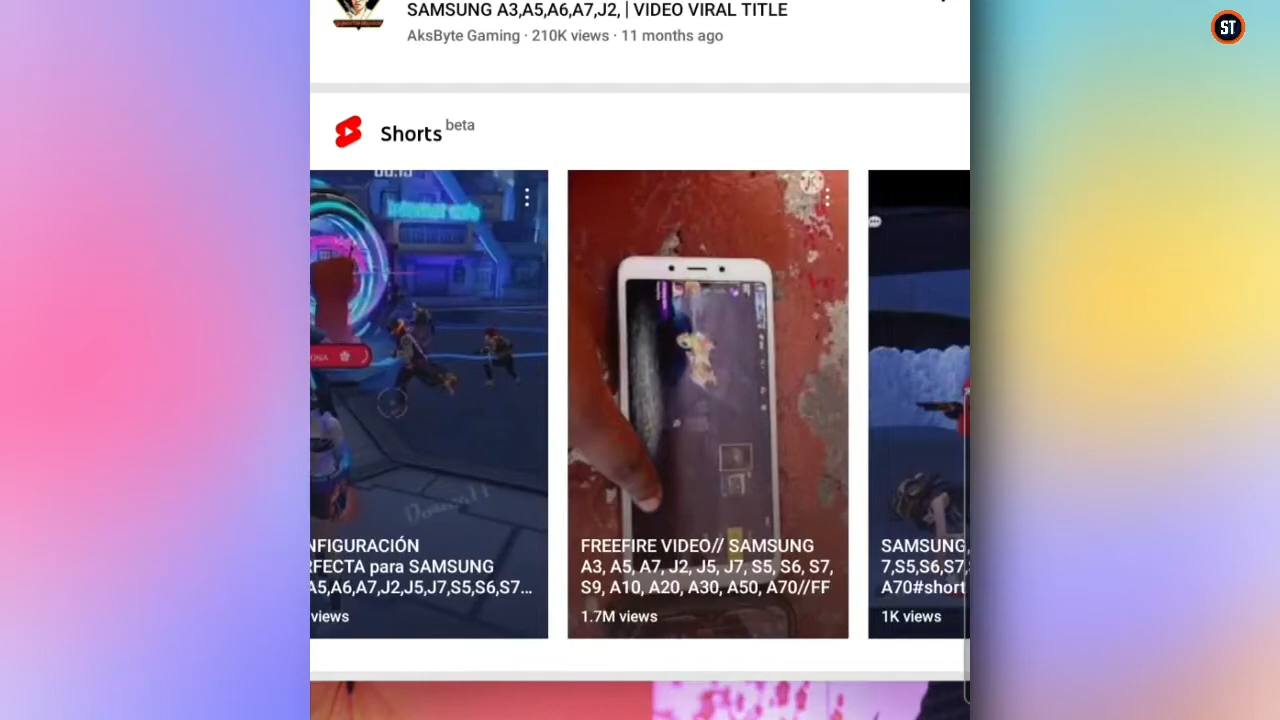 SAMSUNG A3,A5,A6,A7,J2, | VIDEO VIRAL TITLE
AksByte Gaming · 210K views · 11 months ago
ST
Shorts beta
NFIGURACIÓN
RFECTA para SAMSUNG
A5,A6,A7,J2,J5,J7,S5,S6,S7...
views
FREEFIRE VIDEO// SAMSUNG
A3, A5, A7, J2, J5, J7, S5, S6, S7,
S9, A10, A20, A30, A50, A70//FF
1.7M views
SAMSUNG,
7,S5,S6,S7,
A70#short
1K views